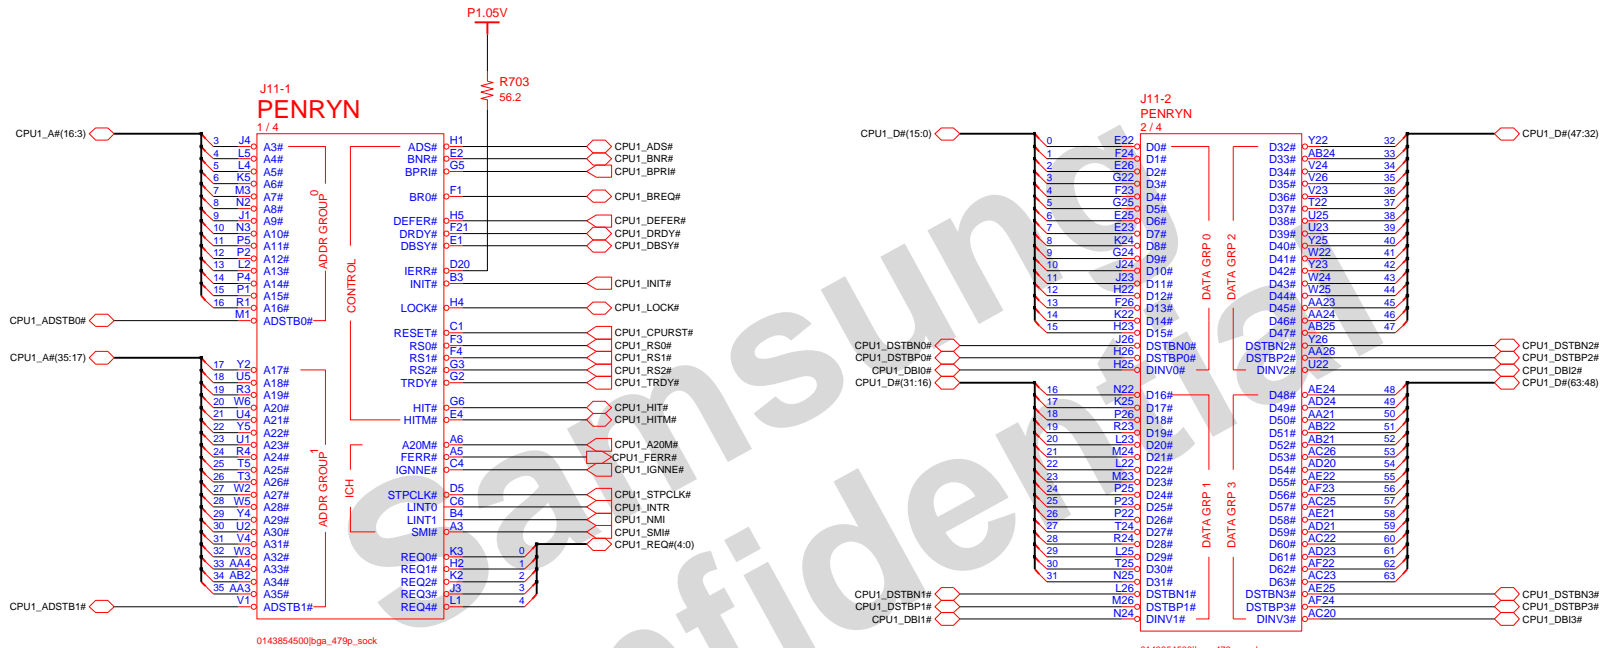 P1.05V
R703
56.2
J11-1
PENRYN
1 / 4
CPU1_A#(16:3)
3 J4 A3#
4 L5 A4#
5 L4 A5#
6 K5 A6#
7 M3 A7#
8 N2 A8#
9 J1 A9#
10 N3 A10#
11 P5 A11#
12 P2 A12#
13 L2 A13#
14 P4 A14#
15 P1 A15#
16 R1 A16#
CPU1_ADSTB0# M1 ADSTB0#
ADDR GROUP 0
CPU1_A#(35:17)
17 Y2 A17#
18 U5 A18#
19 R3 A19#
20 W6 A20#
21 U4 A21#
22 Y5 A22#
23 U1 A23#
24 R4 A24#
25 T5 A25#
26 T3 A26#
27 W2 A27#
28 W5 A28#
29 Y4 A29#
30 U2 A30#
31 V4 A31#
32 W3 A32#
33 AA4 A33#
34 AB2 A34#
35 AA3 A35#
CPU1_ADSTB1# V1 ADSTB1#
ADDR GROUP 1
CONTROL
ADS# H1 CPU1_ADS#
BNR# E2 CPU1_BNR#
BPRI# G5 CPU1_BPRI#
BR0# F1 CPU1_BREQ#
DEFER# H5 CPU1_DEFER#
DRDY# F21 CPU1_DRDY#
DBSY# E1 CPU1_DBSY#
IERR# D20
INIT# B3 CPU1_INIT#
LOCK# H4 CPU1_LOCK#
RESET# C1 CPU1_CPURST#
RS0# F3 CPU1_RS0#
RS1# F4 CPU1_RS1#
RS2# G3 CPU1_RS2#
TRDY# G2 CPU1_TRDY#
HIT# G6 CPU1_HIT#
HITM# E4 CPU1_HITM#
ICH
A20M# A6 CPU1_A20M#
FERR# A5 CPU1_FERR#
IGNNE# C4 CPU1_IGNNE#
STPCLK# D5 CPU1_STPCLK#
LINT0 C6 CPU1_INTR
LINT1 B4 CPU1_NMI
SMI# A3 CPU1_SMI#
CPU1_REQ#(4:0)
REQ0# K3 0
REQ1# H2 1
REQ2# K2 2
REQ3# J3 3
REQ4# L1 4
0143854500|bga_479p_sock
J11-2
PENRYN
2 / 4
CPU1_D#(15:0)
0 E22 D0#
1 F24 D1#
2 E26 D2#
3 G22 D3#
4 F23 D4#
5 G25 D5#
6 E25 D6#
7 E23 D7#
8 K24 D8#
9 G24 D9#
10 J24 D10#
11 J23 D11#
12 H22 D12#
13 F26 D13#
14 K22 D14#
15 H23 D15#
CPU1_DSTBN0# J26 DSTBN0#
CPU1_DSTBP0# H26 DSTBP0#
CPU1_DBI0# H25 DINV0#
DATA GRP 0
CPU1_D#(31:16)
16 N22 D16#
17 K25 D17#
18 P26 D18#
19 R23 D19#
20 L23 D20#
21 M24 D21#
22 L22 D22#
23 M23 D23#
24 P25 D24#
25 P23 D25#
26 P22 D26#
27 T24 D27#
28 R24 D28#
29 L25 D29#
30 T25 D30#
31 N25 D31#
CPU1_DSTBN1# L26 DSTBN1#
CPU1_DSTBP1# M26 DSTBP1#
CPU1_DBI1# N24 DINV1#
DATA GRP 1
DATA GRP 2
CPU1_D#(47:32)
D32# Y22 32
D33# AB24 33
D34# V24 34
D35# V26 35
D36# V23 36
D37# T22 37
D38# U25 38
D39# U23 39
D40# Y25 40
D41# W22 41
D42# Y23 42
D43# W24 43
D44# W25 44
D45# AA23 45
D46# AA24 46
D47# AB25 47
DSTBN2# Y26 CPU1_DSTBN2#
DSTBP2# AA26 CPU1_DSTBP2#
DINV2# U22 CPU1_DBI2#
DATA GRP 3
CPU1_D#(63:48)
D48# AE24 48
D49# AD24 49
D50# AA21 50
D51# AB22 51
D52# AB21 52
D53# AC26 53
D54# AD20 54
D55# AE22 55
D56# AF23 56
D57# AC25 57
D58# AE21 58
D59# AD21 59
D60# AC22 60
D61# AD23 61
D62# AF22 62
D63# AC23 63
DSTBN3# AE25 CPU1_DSTBN3#
DSTBP3# AF24 CPU1_DSTBP3#
DINV3# AC20 CPU1_DBI3#
Samsung